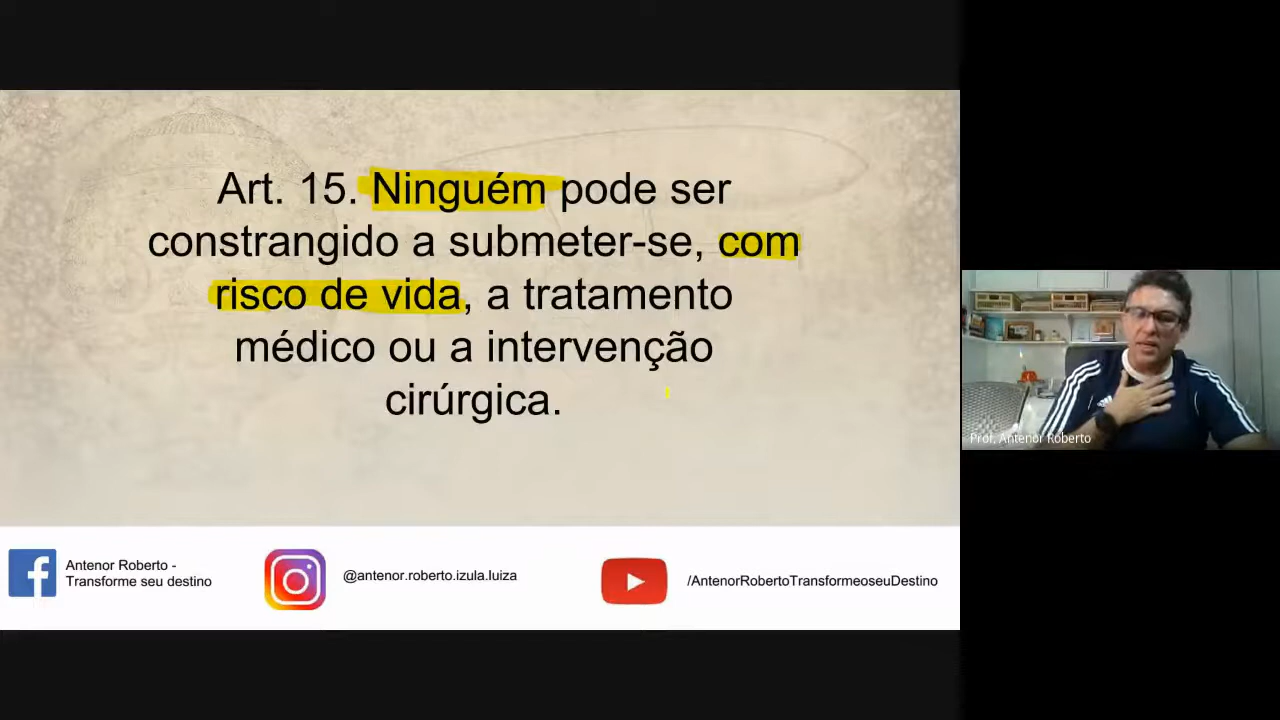 Art. 15. Ninguém pode ser
constrangido a submeter-se, com
risco de vida, a tratamento
médico ou a intervenção
cirúrgica.
Prof. Antenor Roberto
Antenor Roberto -
Transforme seu destino
@antenor.roberto.izula.luiza
/AntenorRobertoTransformeoseuDestino